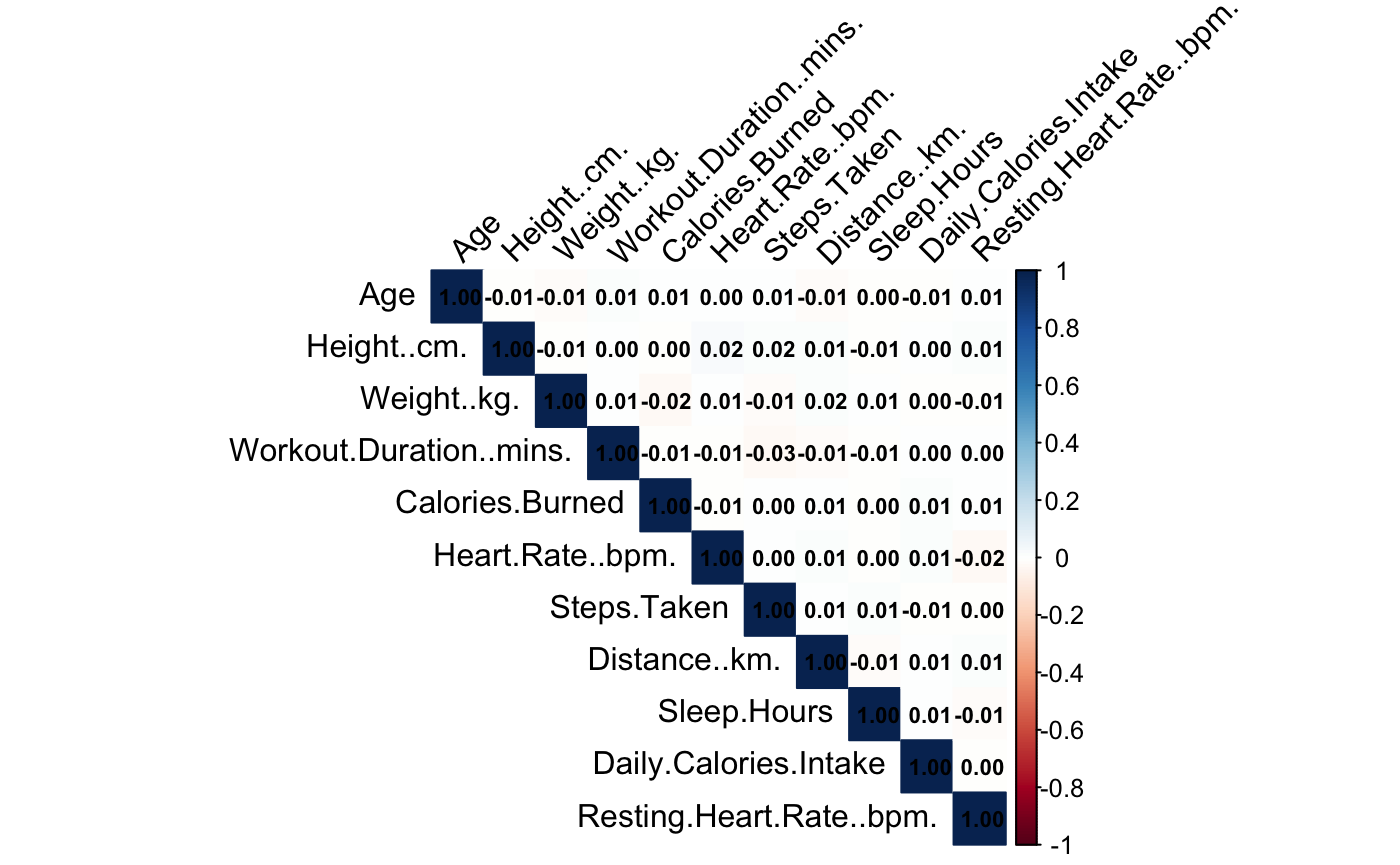 Age
Height..cm.
Weight..kg.
Workout.Duration..mins.
Calories.Burned
Heart.Rate..bpm.
Steps.Taken
Distance..km.
Sleep.Hours
Daily.Calories.Intake
Resting.Heart.Rate..bpm.
Age 1.00 -0.01 -0.01 0.01 0.01 0.00 0.01 -0.01 0.00 -0.01 0.01
Height..cm. 1.00 -0.01 0.00 0.00 0.02 0.02 0.01 -0.01 0.00 0.01
Weight..kg. 1.00 0.01 -0.02 0.01 -0.01 0.02 0.01 0.00 -0.01
Workout.Duration..mins. 1.00 -0.01 -0.01 -0.03 -0.01 -0.01 0.00 0.00
Calories.Burned 1.00 -0.01 0.00 0.01 0.00 0.01 0.01
Heart.Rate..bpm. 1.00 0.00 0.01 0.00 0.01 -0.02
Steps.Taken 1.00 0.01 0.01 -0.01 0.00
Distance..km. 1.00 -0.01 0.01 0.01
Sleep.Hours 1.00 0.01 -0.01
Daily.Calories.Intake 1.00 0.00
Resting.Heart.Rate..bpm. 1.00
1
0.8
0.6
0.4
0.2
0
-0.2
-0.4
-0.6
-0.8
-1